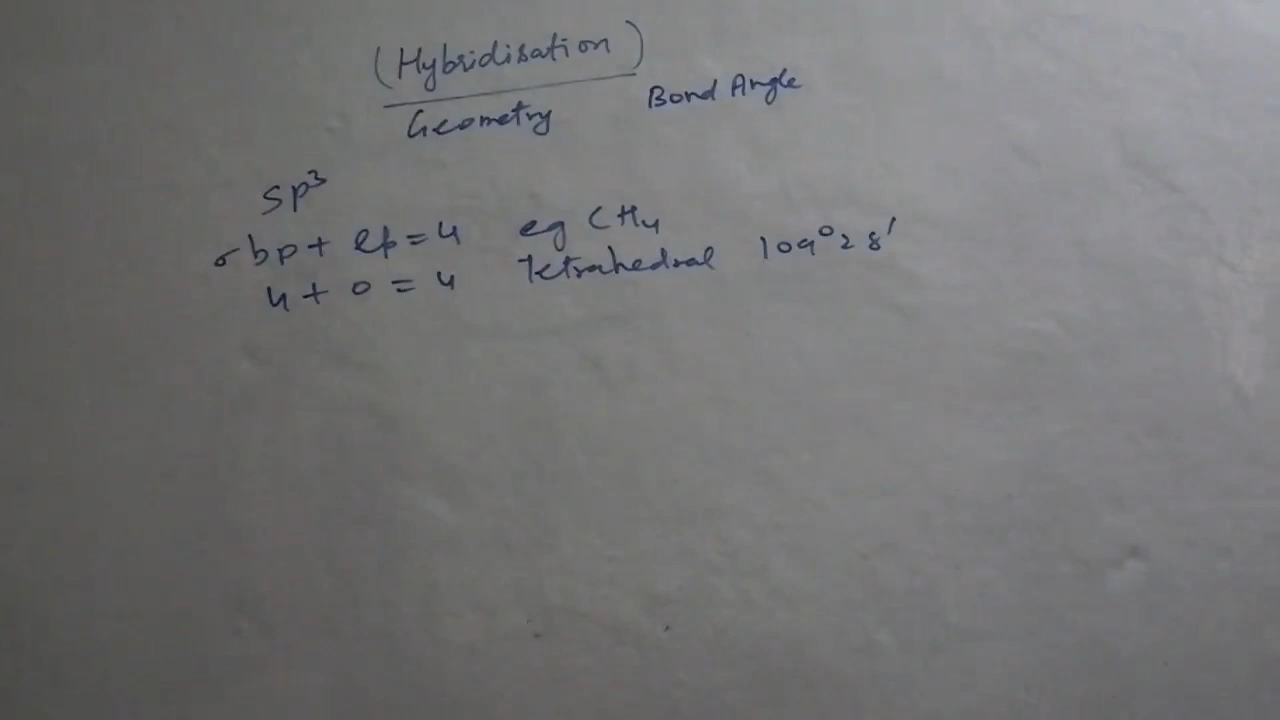 (Hybridisation)
Geometry Bond Angle
sp³
σbp + lp = 4 eg CH4
4 + 0 = 4 Tetrahedral 109°28'